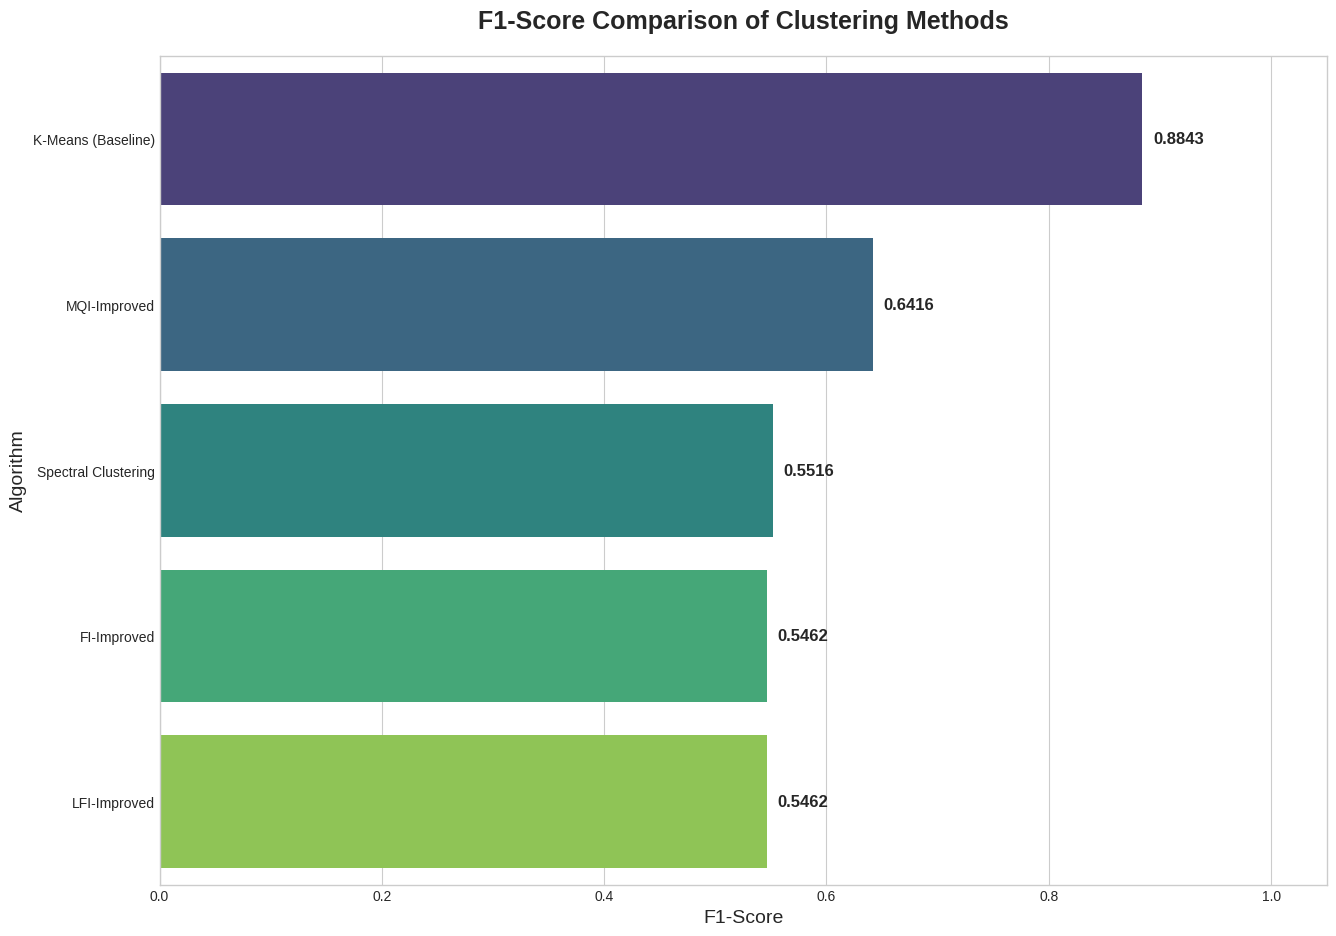 F1-Score Comparison of Clustering Methods
K-Means (Baseline)
0.8843
MQI-Improved
0.6416
Spectral Clustering
0.5516
FI-Improved
0.5462
LFI-Improved
0.5462
Algorithm
0.0 0.2 0.4 0.6 0.8 1.0
F1-Score